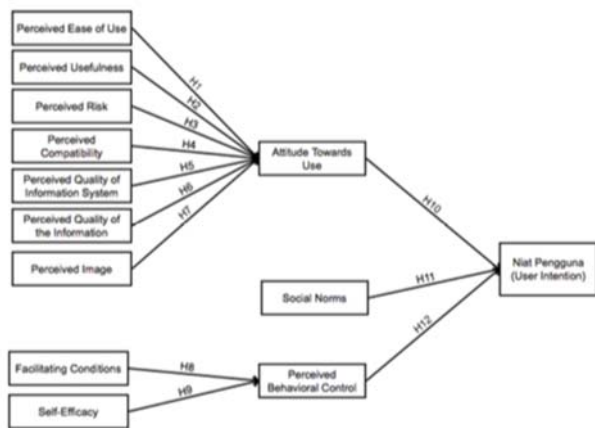 Perceived Ease of Use
Perceived Usefulness
Perceived Risk
Perceived
Compatibility
Perceived Quality of
Information System
Perceived Quality of
the Information
Perceived Image
H1
H2
H3
H4
H5
H6
H7
Attitude Towards
Use
H10
Social Norms
H11
Niat Pengguna
(User Intention)
H12
Facilitating Conditions
Self-Efficacy
H8
H9
Perceived
Behavioral Control